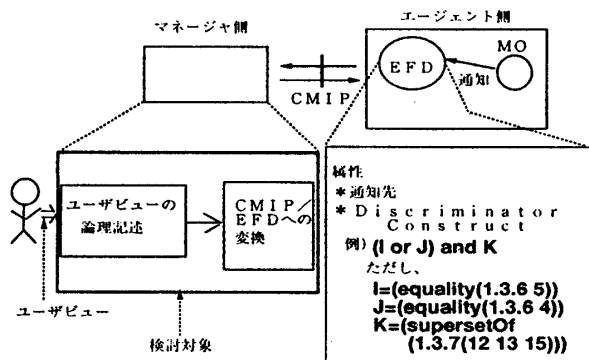 マネージャ側
エージェント側
EFD
MO
通知
CMIP
ユーザビューの
論理記述
CMIP/
EFDへの
変換
ユーザビュー
検討対象
属性
*通知先
*Discriminator
Construct
例) (I or J) and K
ただし、
I=(equality(1.3.6 5))
J=(equality(1.3.6 4))
K=(supersetOf
(1.3.7(12 13 15)))